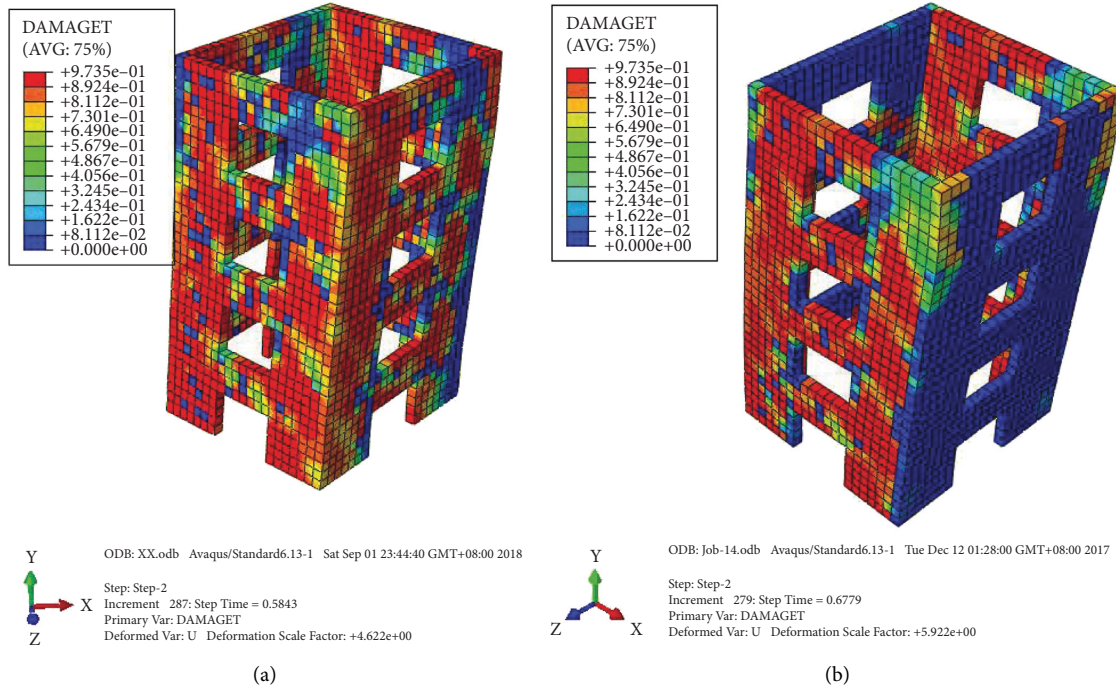 DAMAGET
(AVG: 75%)
+9.735e–01
+8.924e–01
+8.112e–01
+7.301e–01
+6.490e–01
+5.679e–01
+4.867e–01
+4.056e–01
+3.245e–01
+2.434e–01
+1.622e–01
+8.112e–02
+0.000e+00
Y
X
Z
ODB: XX.odb Avaqus/Standard6.13-1 Sat Sep 01 23:44:40 GMT+08:00 2018
Step: Step-2
Increment 287: Step Time = 0.5843
Primary Var: DAMAGET
Deformed Var: U Deformation Scale Factor: +4.622e+00
(a)
DAMAGET
(AVG: 75%)
+9.735e–01
+8.924e–01
+8.112e–01
+7.301e–01
+6.490e–01
+5.679e–01
+4.867e–01
+4.056e–01
+3.245e–01
+2.434e–01
+1.622e–01
+8.112e–02
+0.000e+00
Y
Z
X
ODB: Job-14.odb Avaqus/Standard6.13-1 Tue Dec 12 01:28:00 GMT+08:00 2017
Step: Step-2
Increment 279: Step Time = 0.6779
Primary Var: DAMAGET
Deformed Var: U Deformation Scale Factor: +5.922e+00
(b)